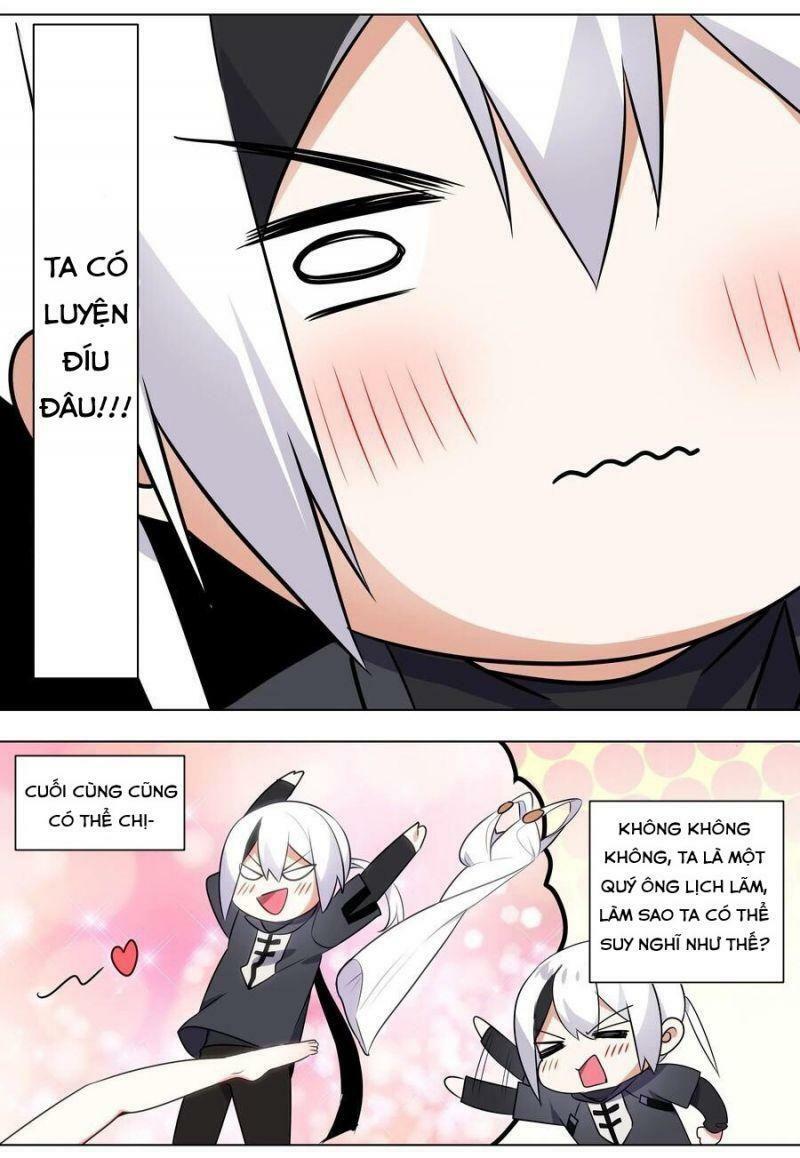 TA CÓ
LUYỆN
ĐÍU
ĐÂU!!!
CUỐI CÙNG CŨNG
CÓ THỂ CHỊ-
KHÔNG KHÔNG
KHÔNG, TA LÀ MỘT
QUÝ ÔNG LỊCH LÃM,
LÀM SAO TA CÓ THỂ
SUY NGHĨ NHƯ THẾ?